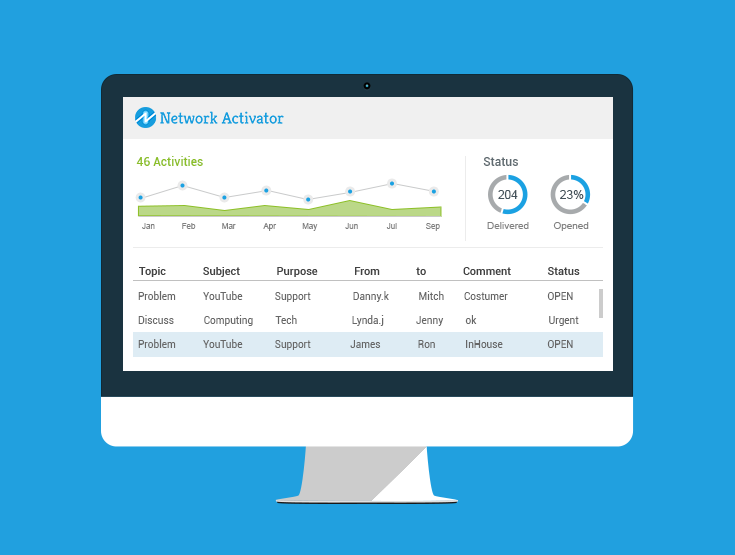 Network Activator
46 Activities
Status
204
23%
Delivered
Opened
Jan Feb Mar Apr May Jun Jul Sep
Topic Subject Purpose From to Comment Status
Problem YouTube Support Danny.k Mitch Costumer OPEN
Discuss Computing Tech Lynda.j Jenny ok Urgent
Problem YouTube Support James Ron InHouse OPEN